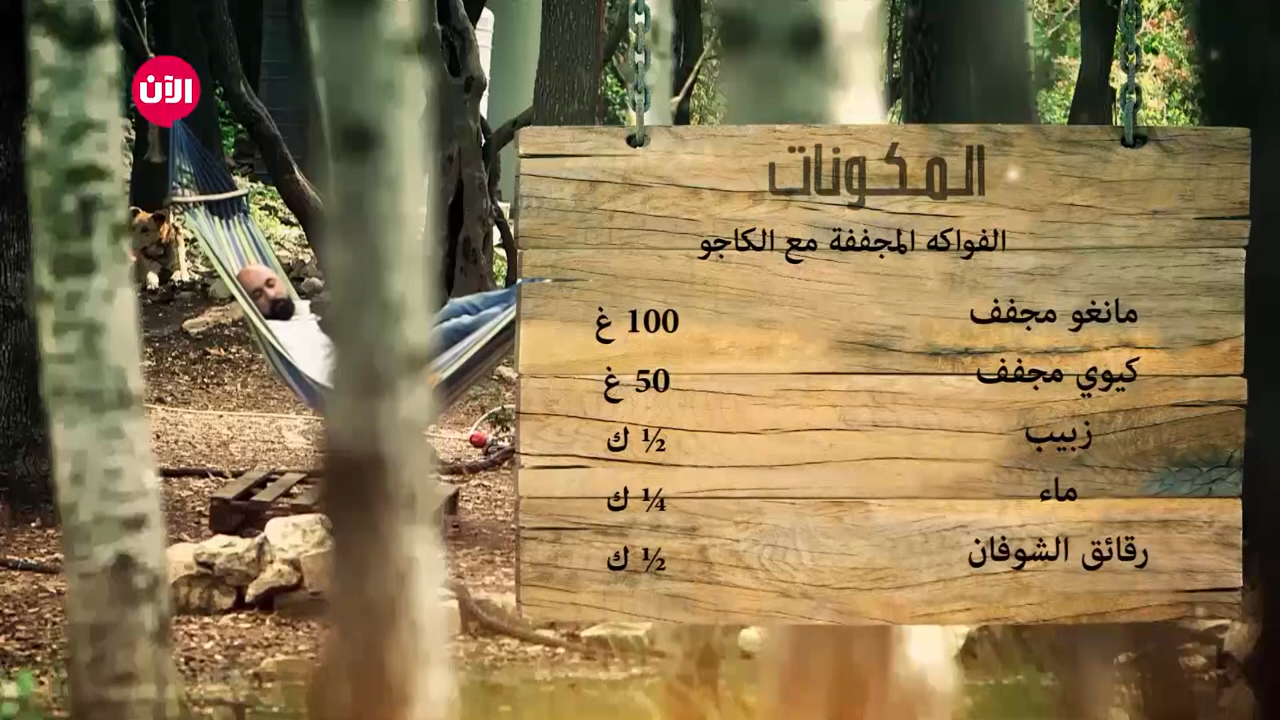 الآن
المكونات
الفواكه المجففة مع الكاجو
مانغو مجفف 100 غ
كيوي مجفف 50 غ
زبيب ½ ك
ماء ¼ ك
رقائق الشوفان ½ ك